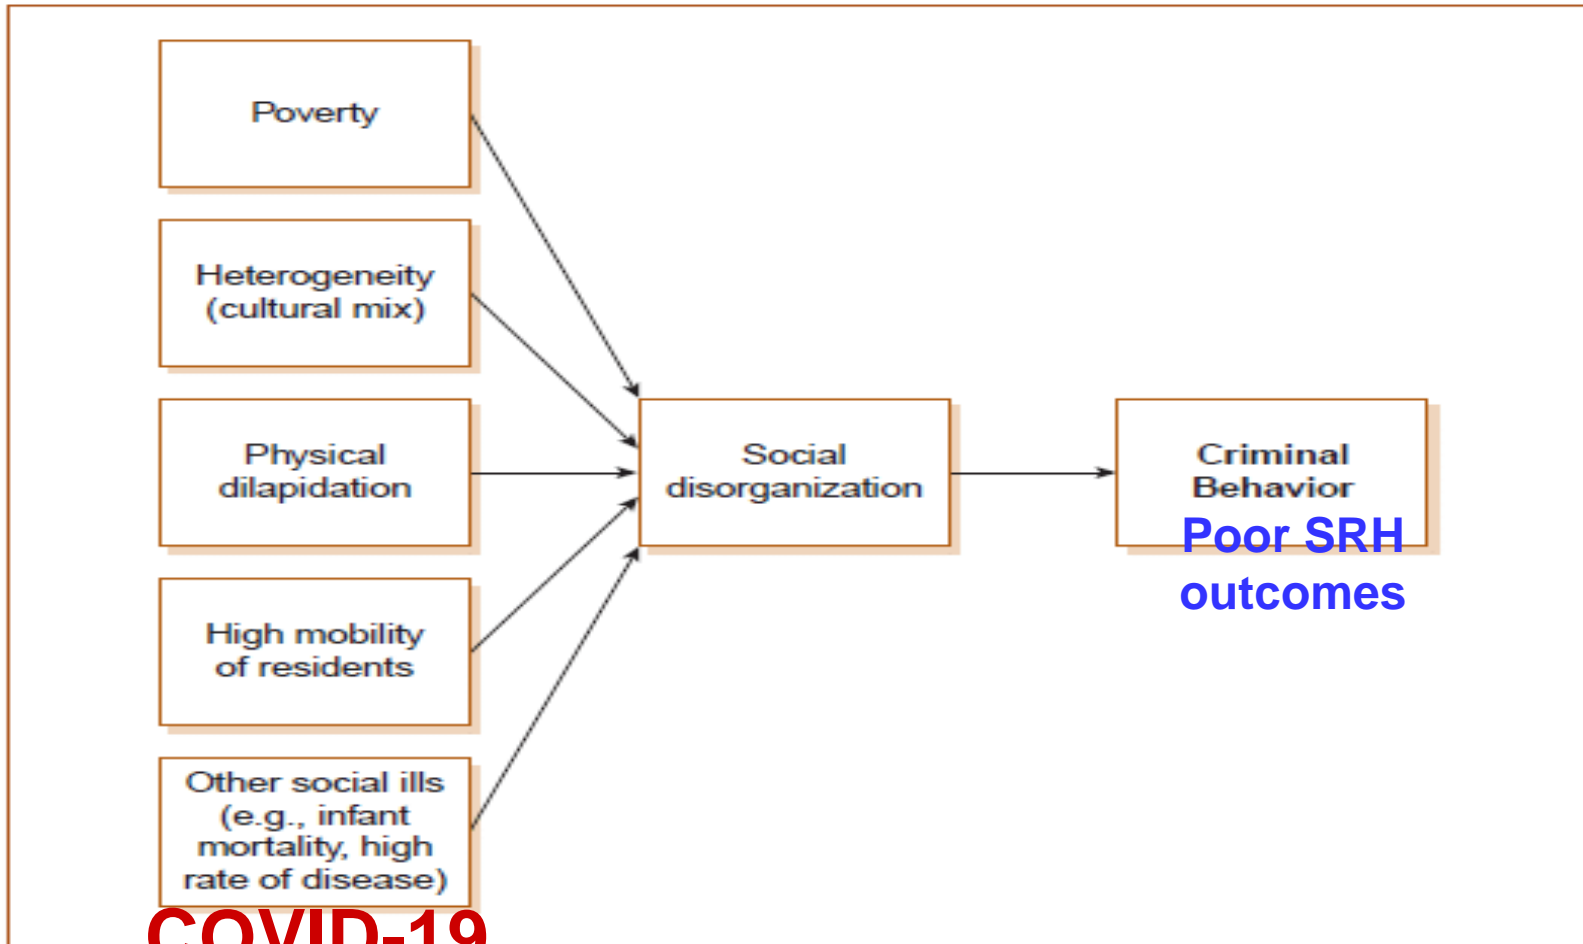 Poverty
Heterogeneity
(cultural mix)
Physical
dilapidation
High mobility
of residents
Other social ills
(e.g., infant
mortality, high
rate of disease)
COVID-19
Social
disorganization
Criminal
Behavior
Poor SRH
outcomes